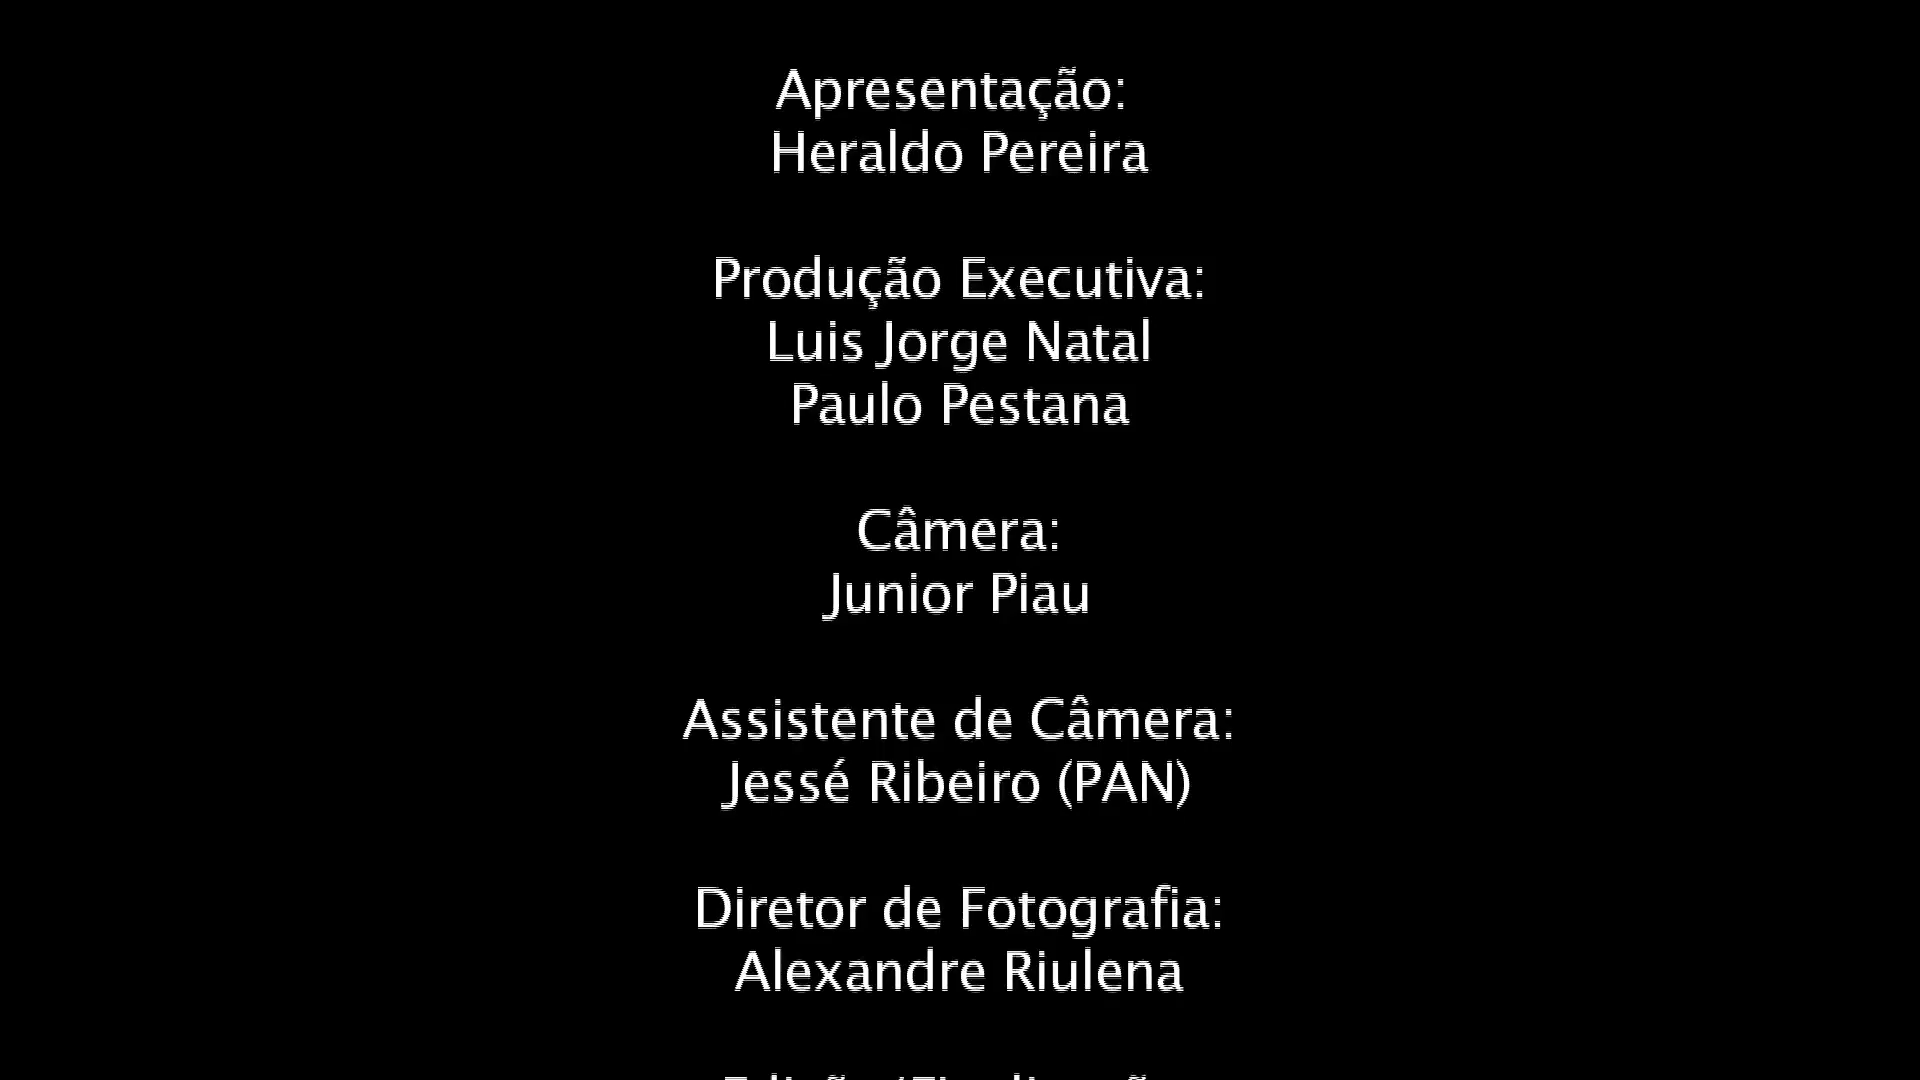 Apresentação:
Heraldo Pereira
Produção Executiva:
Luis Jorge Natal
Paulo Pestana
Câmera:
Junior Piau
Assistente de Câmera:
Jessé Ribeiro (PAN)
Diretor de Fotografia:
Alexandre Riulena